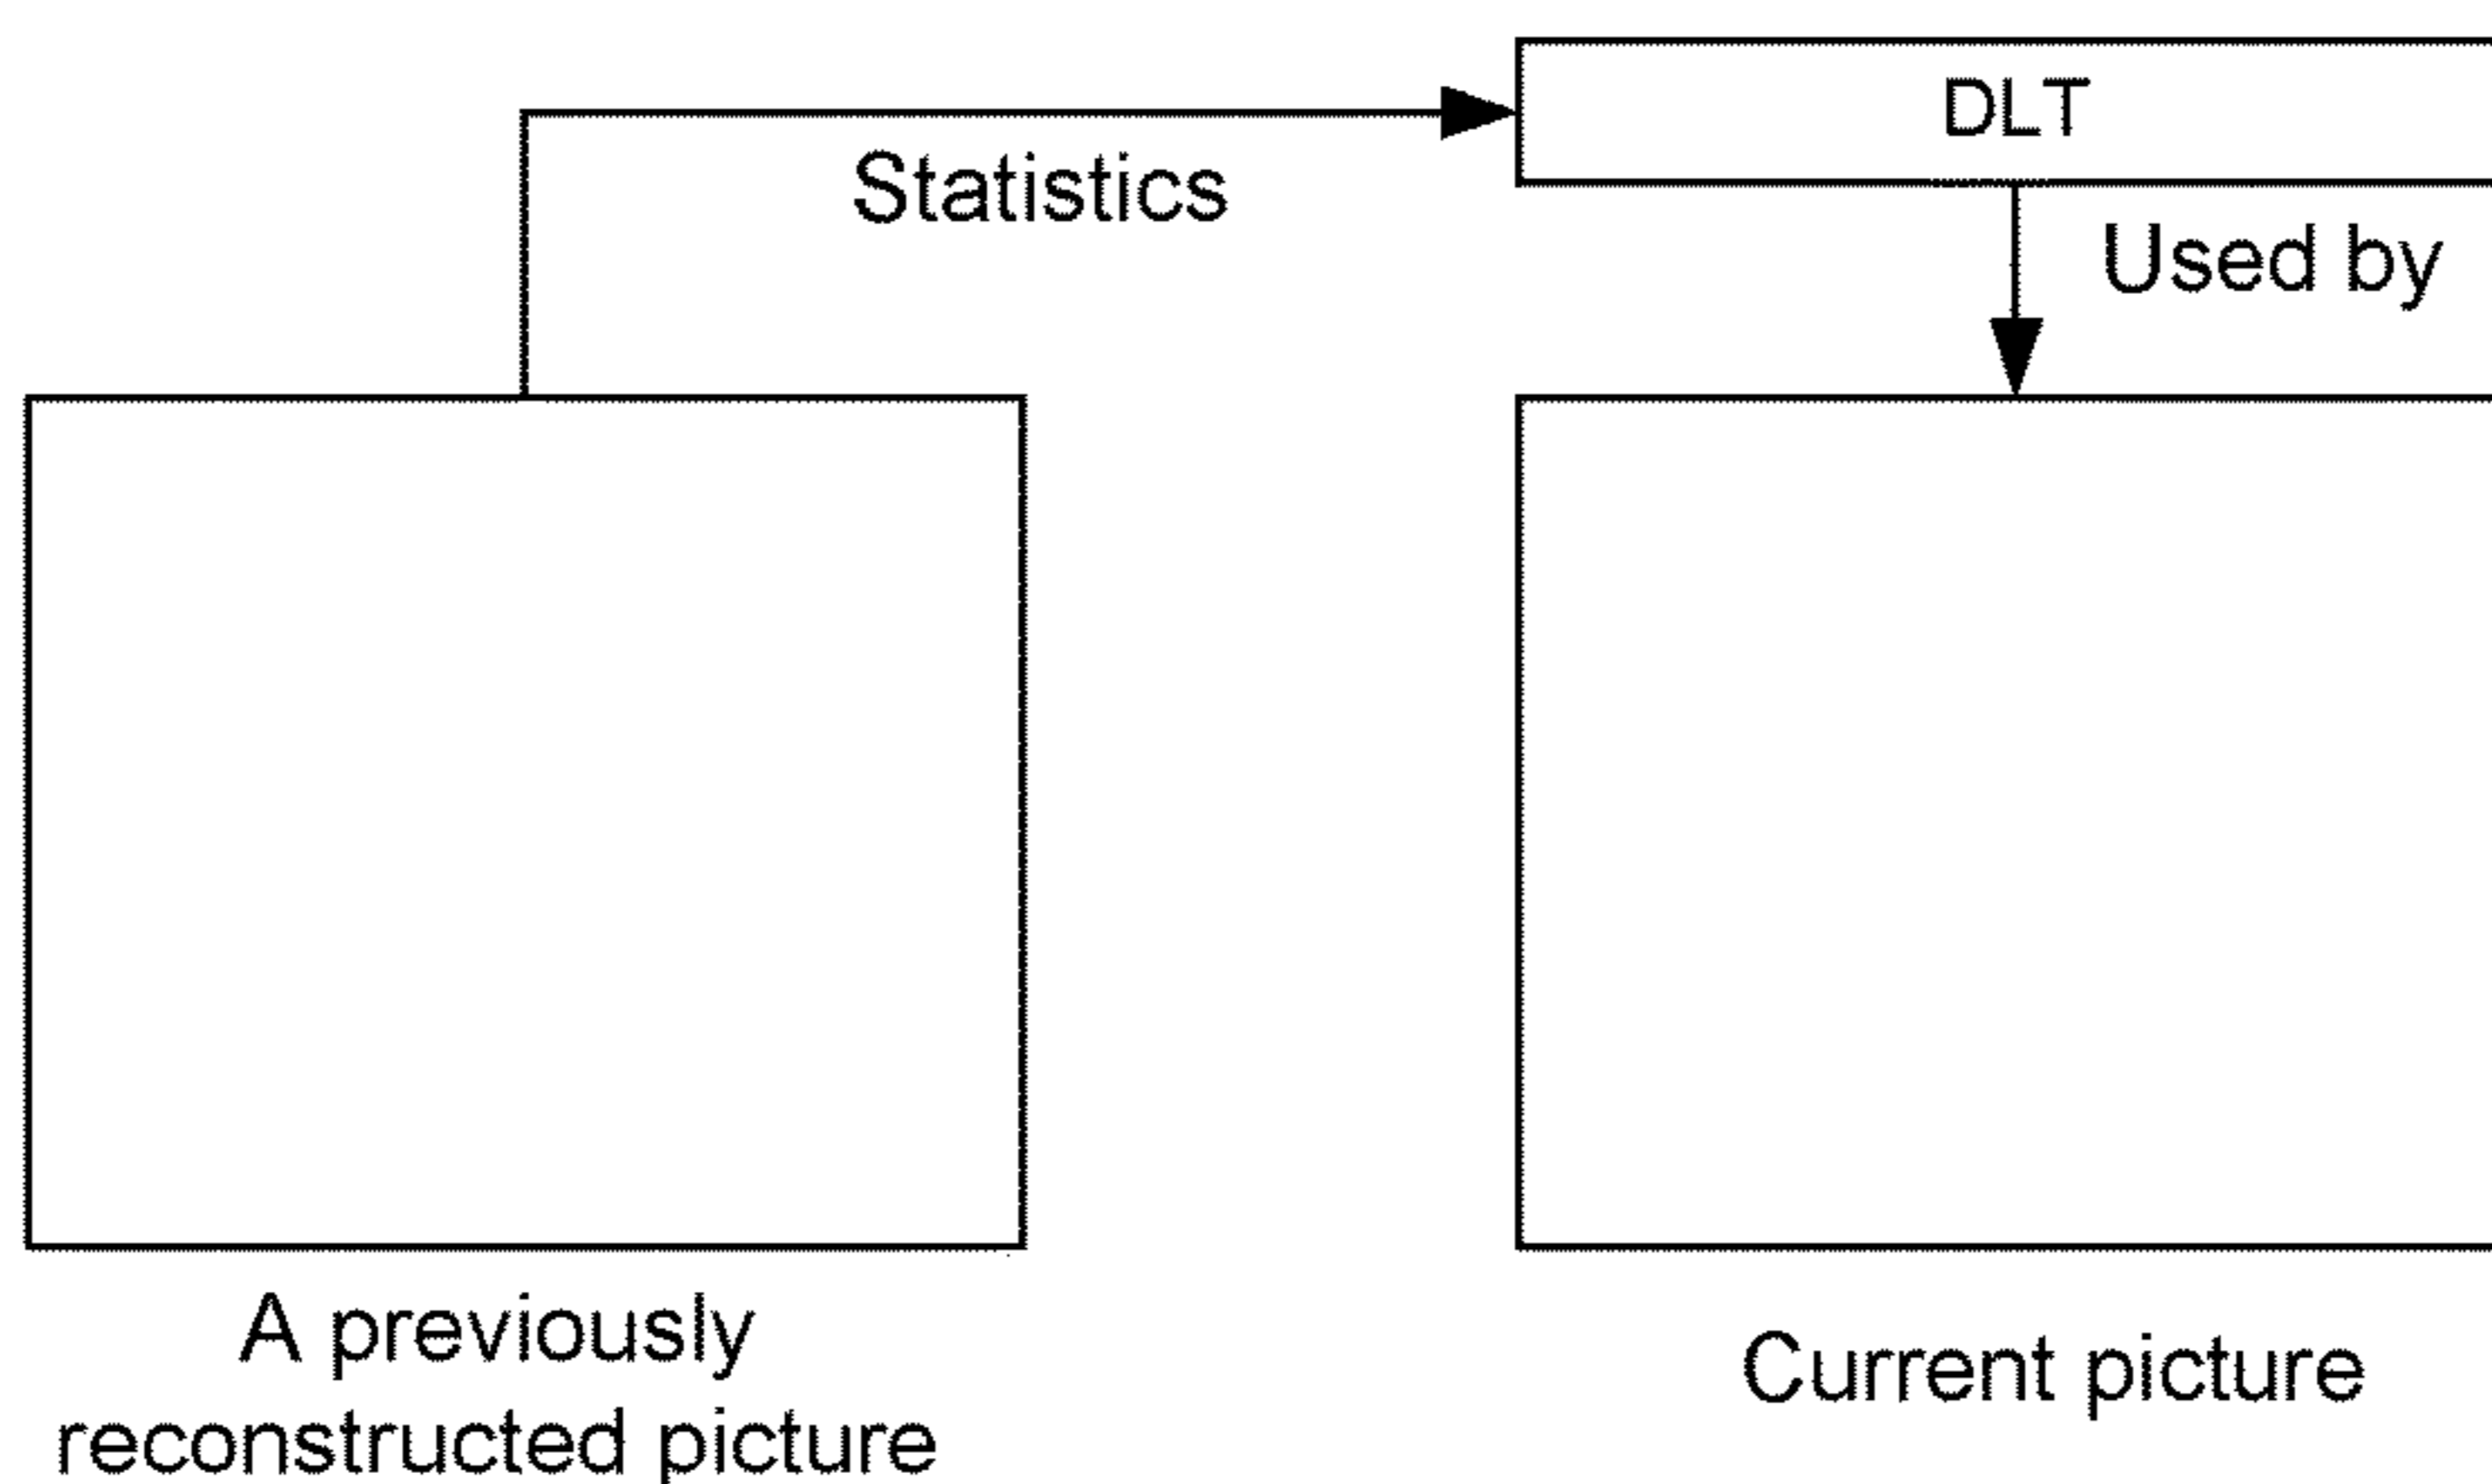 DLT
Statistics
Used by
A previously
reconstructed picture
Current picture